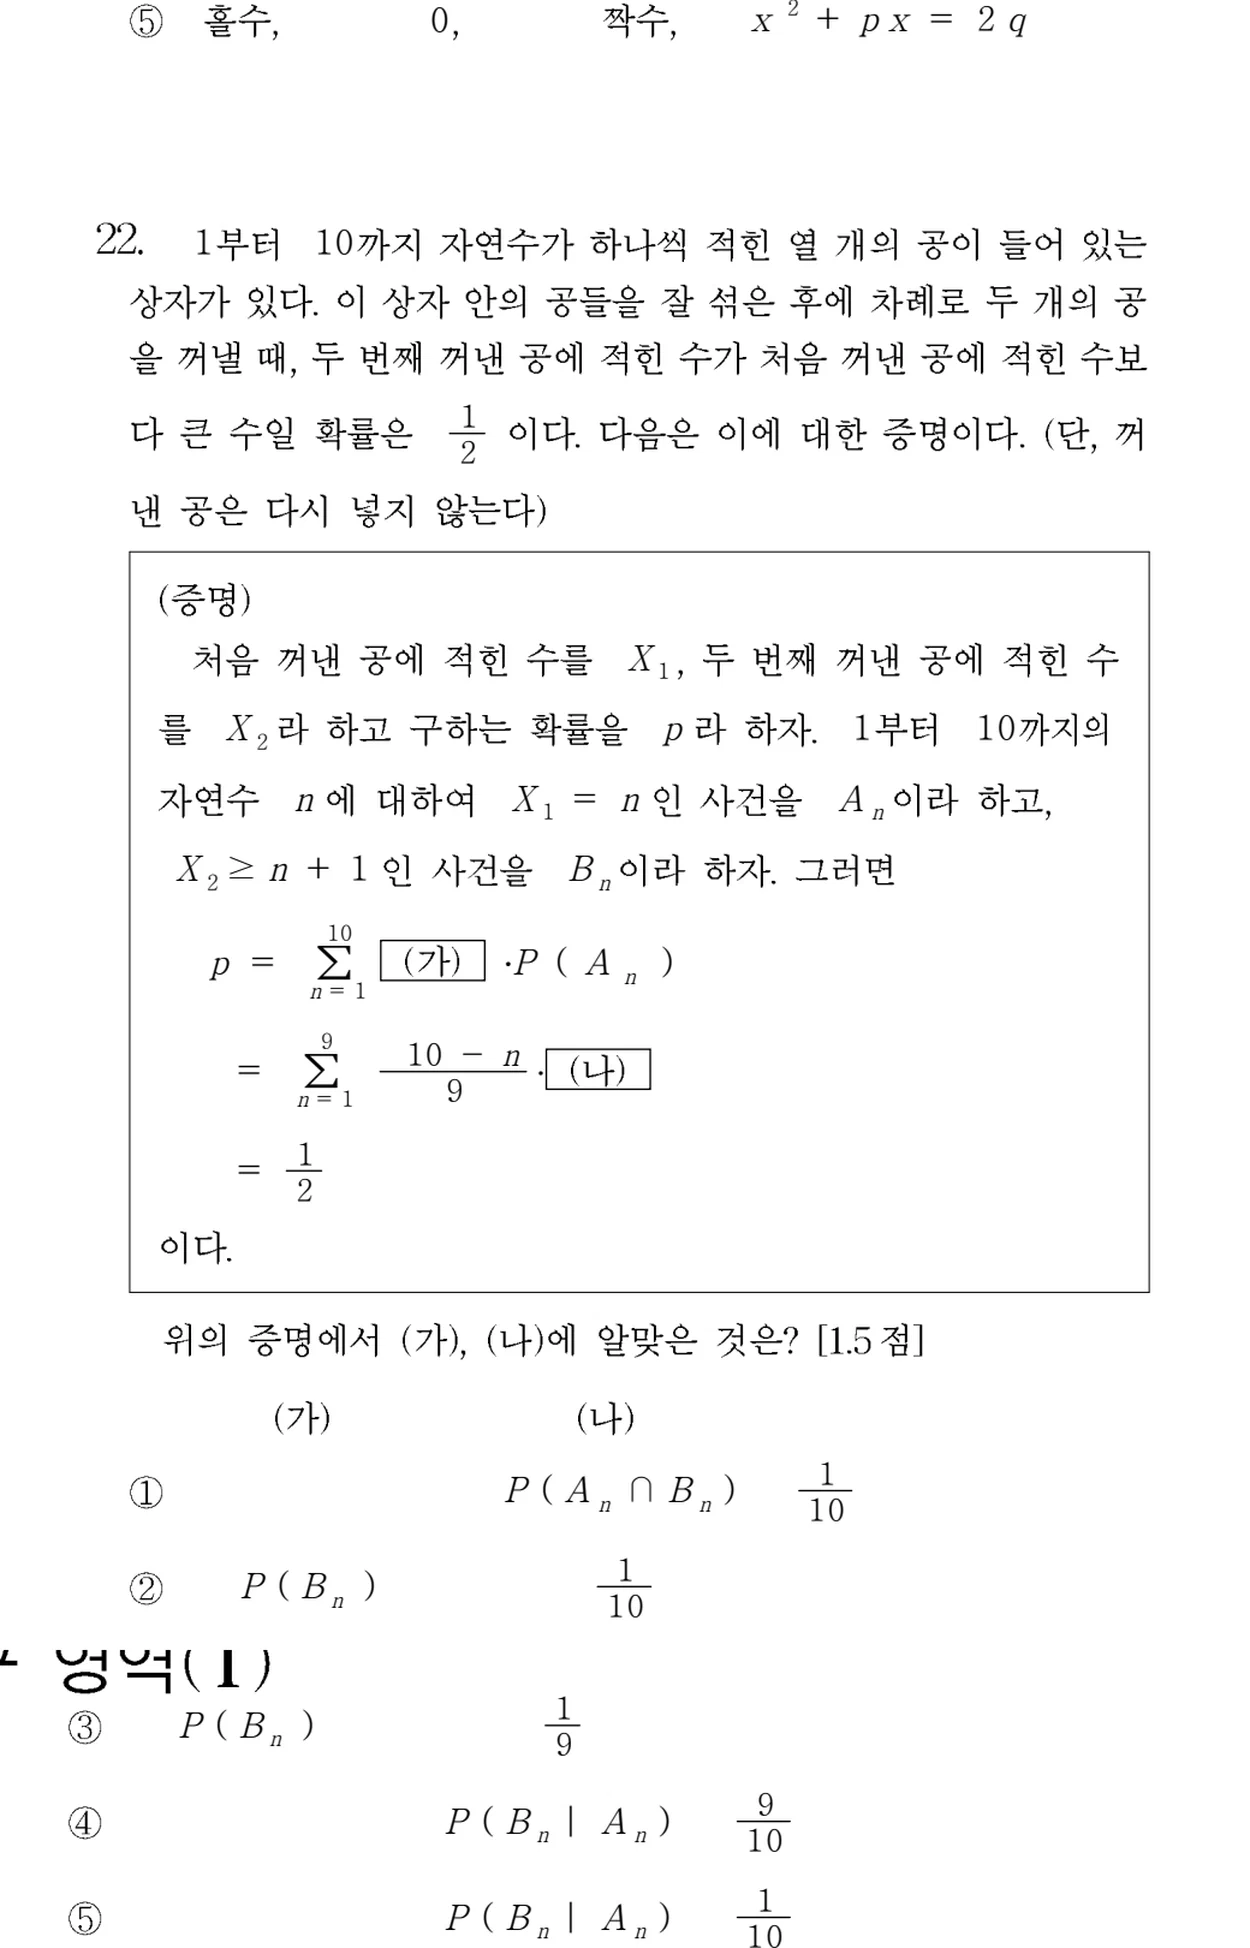 ⑤ 홀수, 0, 짝수, x² + px = 2q
22. 1부터 10까지 자연수가 하나씩 적힌 열 개의 공이 들어 있는
상자가 있다. 이 상자 안의 공들을 잘 섞은 후에 차례로 두 개의 공
을 꺼낼 때, 두 번째 꺼낸 공에 적힌 수가 처음 꺼낸 공에 적힌 수보
다 큰 수일 확률은 1/2 이다. 다음은 이에 대한 증명이다. (단, 꺼
낸 공은 다시 넣지 않는다)
(증명)
처음 꺼낸 공에 적힌 수를 X₁, 두 번째 꺼낸 공에 적힌 수
를 X₂라 하고 구하는 확률을 p라 하자. 1부터 10까지의
자연수 n에 대하여 X₁ = n인 사건을 Aₙ이라 하고,
X₂ ≥ n + 1인 사건을 Bₙ이라 하자. 그러면
p = ∑_{n=1}^{10} (가) · P(Aₙ)
= ∑_{n=1}^{9} (10 − n)/9 · (나)
= 1/2
이다.
위의 증명에서 (가), (나)에 알맞은 것은? [1.5점]
(가) (나)
① P(Aₙ ∩ Bₙ) 1/10
② P(Bₙ) 1/10
영역(1)
③ P(Bₙ) 1/9
④ P(Bₙ | Aₙ) 9/10
⑤ P(Bₙ | Aₙ) 1/10